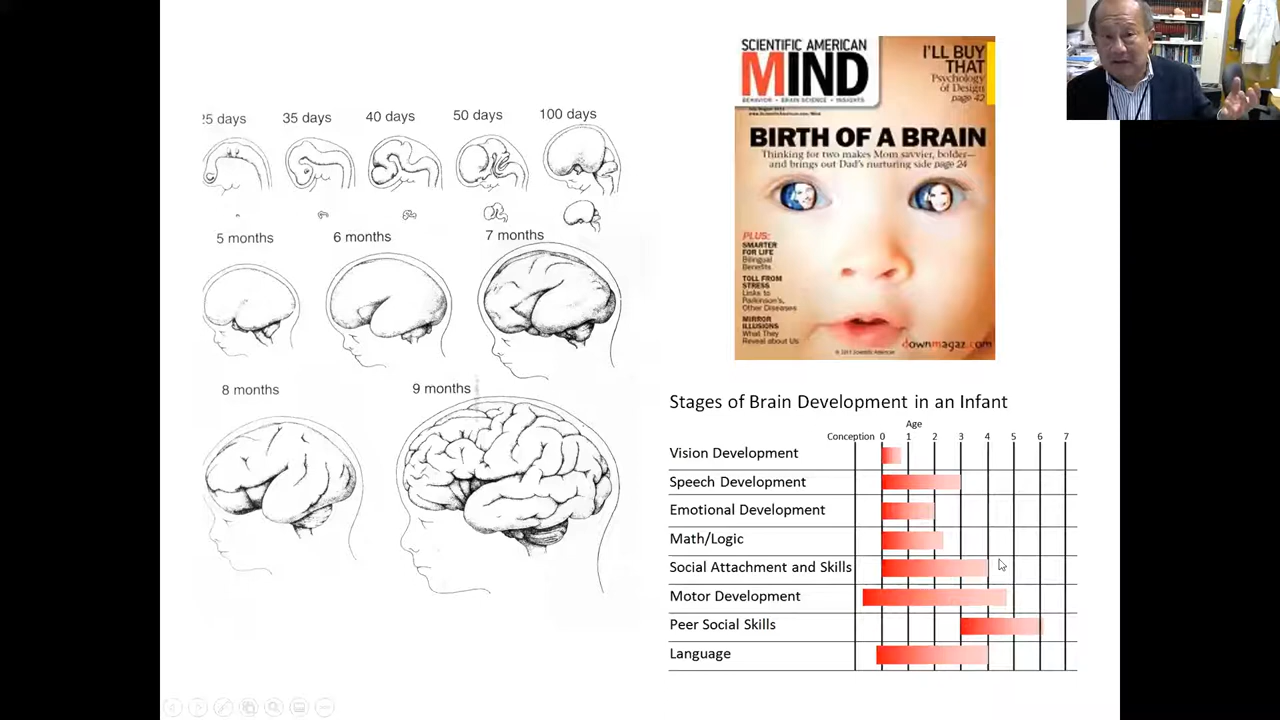 25 days
35 days
40 days
50 days
100 days
5 months
6 months
7 months
8 months
9 months
SCIENTIFIC AMERICAN
MIND
BEHAVIOR • BRAIN SCIENCE • INSIGHTS
I'LL BUY
THAT
Psychology
of Design
page 42
BIRTH OF A BRAIN
Thinking for two makes Mom savvier, bolder—
and brings out Dad's nurturing side page 24
PLUS:
SMARTER
FOR LIFE
Bilingual
Benefits
TOLL FROM
STRESS
Links to
Parkinson's,
Other Diseases
MIRROR
ILLUSIONS
What They
Reveal about Us
downmagaz.com
Stages of Brain Development in an Infant
Age
Conception 0 1 2 3 4 5 6 7
Vision Development
Speech Development
Emotional Development
Math/Logic
Social Attachment and Skills
Motor Development
Peer Social Skills
Language